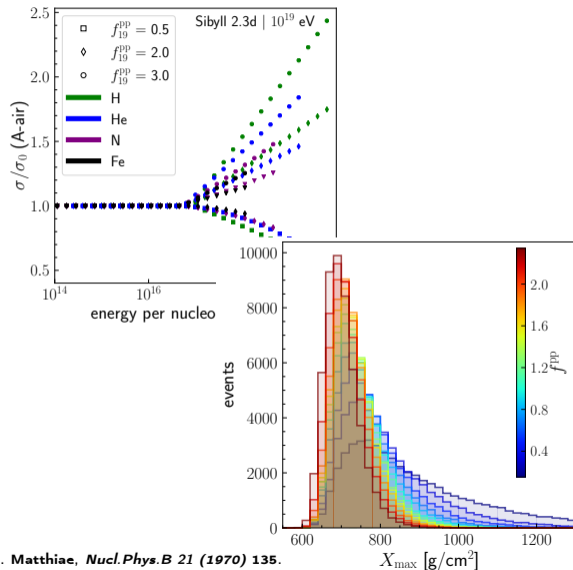 Sibyll 2.3d | 10^19 eV
f_19^pp = 0.5
f_19^pp = 2.0
f_19^pp = 3.0
H
He
N
Fe
σ/σ_0 (A-air)
2.5
2.0
1.5
1.0
0.5
10^14
10^16
energy per nucleo
10000
8000
6000
4000
2000
0
events
600
800
1000
1200
X_max [g/cm^2]
2.0
1.6
1.2
0.8
0.4
f^pp
. Matthiae, Nucl.Phys.B 21 (1970) 135.